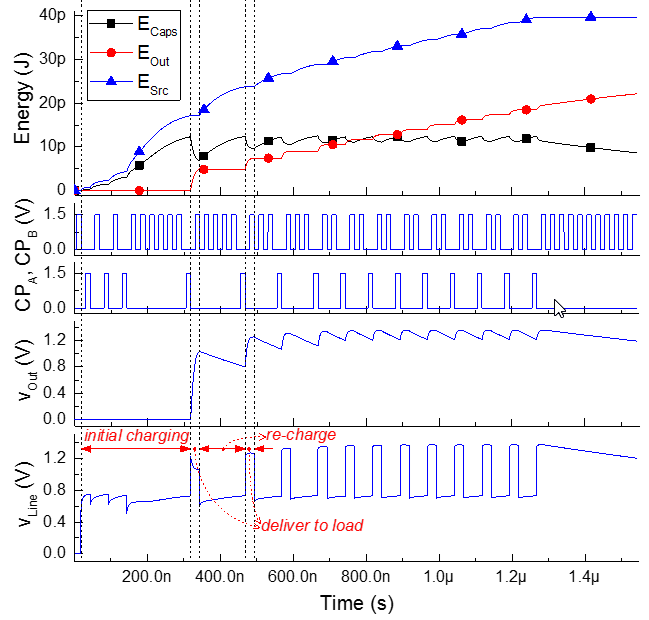 Energy (J)
40p
30p
20p
10p
0
E_Caps
E_Out
E_Src
CP_A, CP_B (V)
1.5
0.0
1.5
0.0
v_Out (V)
1.2
0.8
0.4
0.0
v_Line (V)
1.2
0.8
0.4
0.0
initial charging
re-charge
deliver to load
200.0n 400.0n 600.0n 800.0n 1.0µ 1.2µ 1.4µ
Time (s)